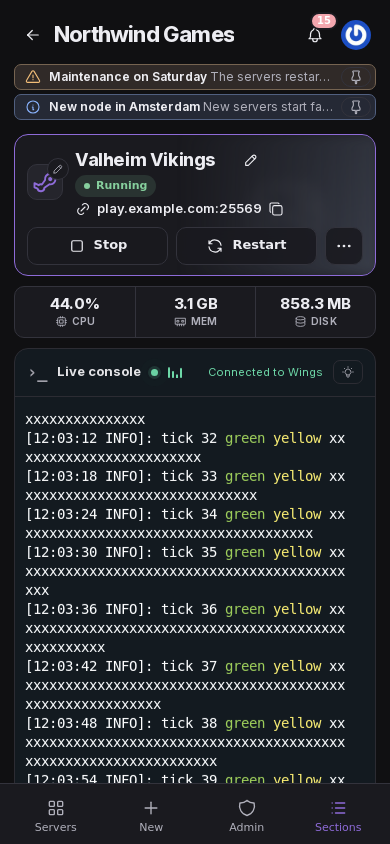 Northwind Games
15
Maintenance on Saturday The servers restar...
New node in Amsterdam New servers start fa...
Valheim Vikings
Running
play.example.com:25569
Stop
Restart
44.0%
CPU
3.1 GB
MEM
858.3 MB
DISK
Live console
Connected to Wings
xxxxxxxxxxxxxxx
[12:03:12 INFO]: tick 32 green yellow xx
xxxxxxxxxxxxxxxxxxxxxx
[12:03:18 INFO]: tick 33 green yellow xx
xxxxxxxxxxxxxxxxxxxxxxxxxxxxx
[12:03:24 INFO]: tick 34 green yellow xx
xxxxxxxxxxxxxxxxxxxxxxxxxxxxxxxxxxxx
[12:03:30 INFO]: tick 35 green yellow xx
xxxxxxxxxxxxxxxxxxxxxxxxxxxxxxxxxxxxxxxx
xxx
[12:03:36 INFO]: tick 36 green yellow xx
xxxxxxxxxxxxxxxxxxxxxxxxxxxxxxxxxxxxxxxx
xxxxxxxxxx
[12:03:42 INFO]: tick 37 green yellow xx
xxxxxxxxxxxxxxxxxxxxxxxxxxxxxxxxxxxxxxxx
xxxxxxxxxxxxxxxxx
[12:03:48 INFO]: tick 38 green yellow xx
xxxxxxxxxxxxxxxxxxxxxxxxxxxxxxxxxxxxxxxx
xxxxxxxxxxxxxxxxxxxxxxxx
[12:03:54 INFO]: tick 39 green yellow xx
Servers
New
Admin
Sections